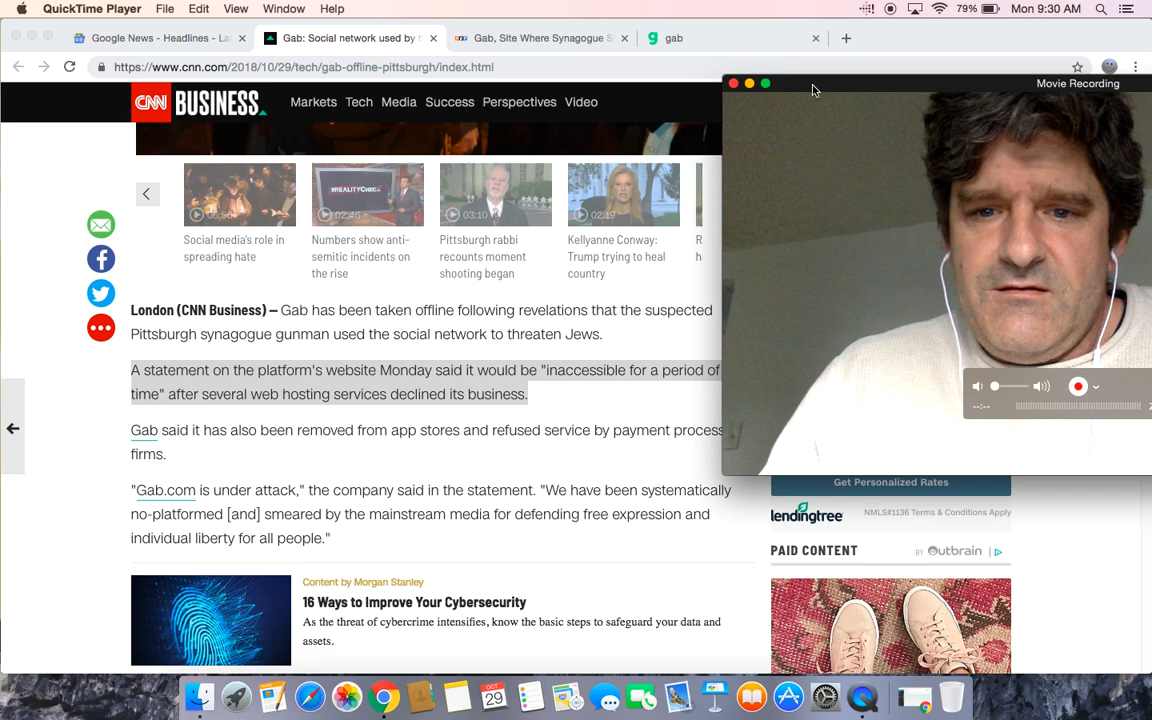 QuickTime Player File Edit View Window Help 79% Mon 9:30 AM
Google News - Headlines - La
Gab: Social network used by
Gab, Site Where Synagogue S
gab
https://www.cnn.com/2018/10/29/tech/gab-offline-pittsburgh/index.html
Movie Recording
CNN BUSINESS Markets Tech Media Success Perspectives Video
#REALITYCHECK
02:46
03:10
02:19
Social media's role in
spreading hate
Numbers show anti-
semitic incidents on
the rise
Pittsburgh rabbi
recounts moment
shooting began
Kellyanne Conway:
Trump trying to heal
country
R
h
London (CNN Business) – Gab has been taken offline following revelations that the suspected
Pittsburgh synagogue gunman used the social network to threaten Jews.
A statement on the platform's website Monday said it would be "inaccessible for a period of
time" after several web hosting services declined its business.
Gab said it has also been removed from app stores and refused service by payment process
firms.
"Gab.com is under attack," the company said in the statement. "We have been systematically
no-platformed [and] smeared by the mainstream media for defending free expression and
individual liberty for all people."
Content by Morgan Stanley
16 Ways to Improve Your Cybersecurity
As the threat of cybercrime intensifies, know the basic steps to safeguard your data and
assets.
--:--
Get Personalized Rates
lendingtree NMLS#1136 Terms & Conditions Apply
PAID CONTENT BY Outbrain
OCT
29